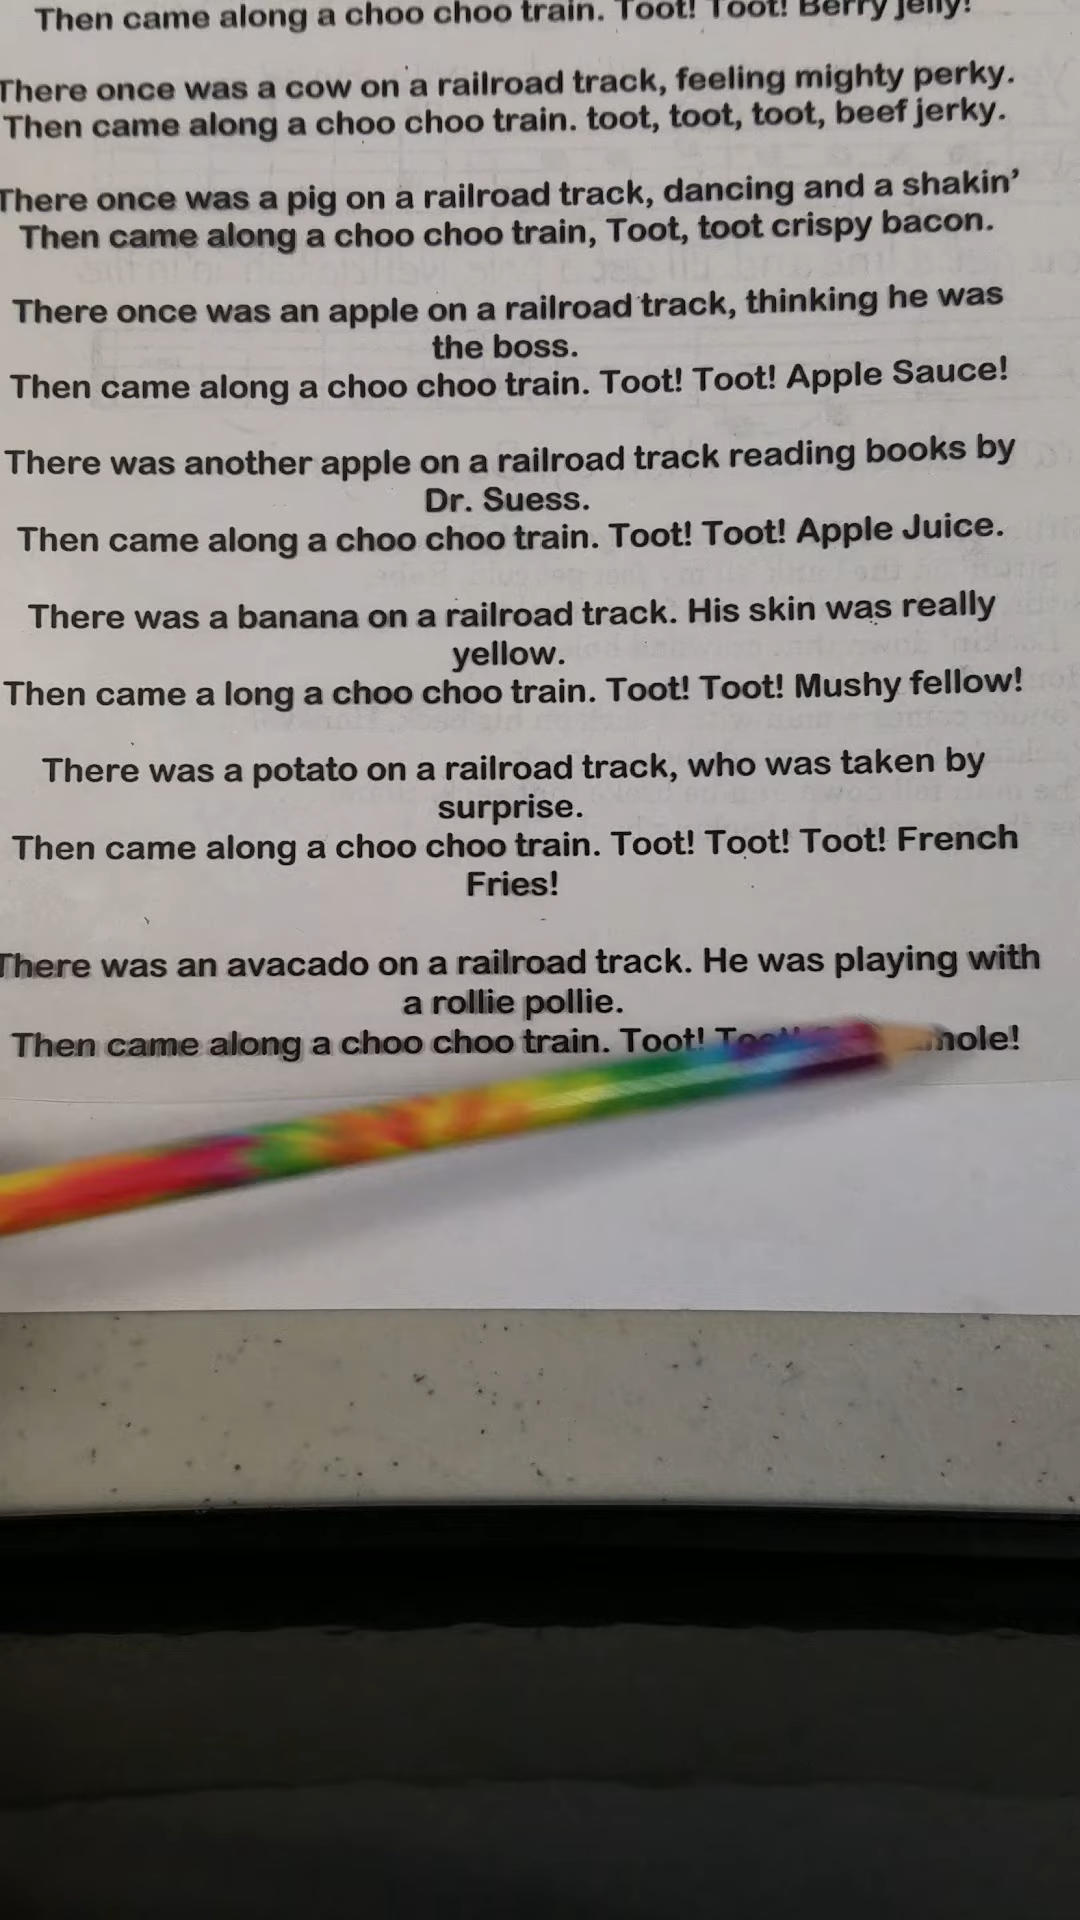 Then came along a choo choo train. Toot! Toot! Berry jelly!
There once was a cow on a railroad track, feeling mighty perky.
Then came along a choo choo train. toot, toot, toot, beef jerky.
There once was a pig on a railroad track, dancing and a shakin'
Then came along a choo choo train, Toot, toot crispy bacon.
There once was an apple on a railroad track, thinking he was
the boss.
Then came along a choo choo train. Toot! Toot! Apple Sauce!
There was another apple on a railroad track reading books by
Dr. Suess.
Then came along a choo choo train. Toot! Toot! Apple Juice.
There was a banana on a railroad track. His skin was really
yellow.
Then came a long a choo choo train. Toot! Toot! Mushy fellow!
There was a potato on a railroad track, who was taken by
surprise.
Then came along a choo choo train. Toot! Toot! Toot! French
Fries!
There was an avacado on a railroad track. He was playing with
a rollie pollie.
Then came along a choo choo train. Toot! Toot!